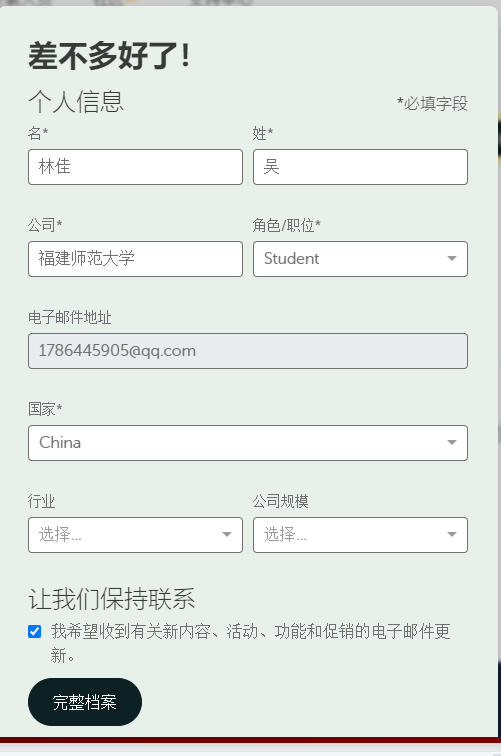 差不多好了!
个人信息
*必填字段
名*
姓*
林佳
吴
公司*
角色/职位*
福建师范大学
Student
电子邮件地址
1786445905@qq.com
国家*
China
行业
公司规模
选择...
选择...
让我们保持联系
我希望收到有关新内容、活动、功能和促销的电子邮件更
新。
完整档案